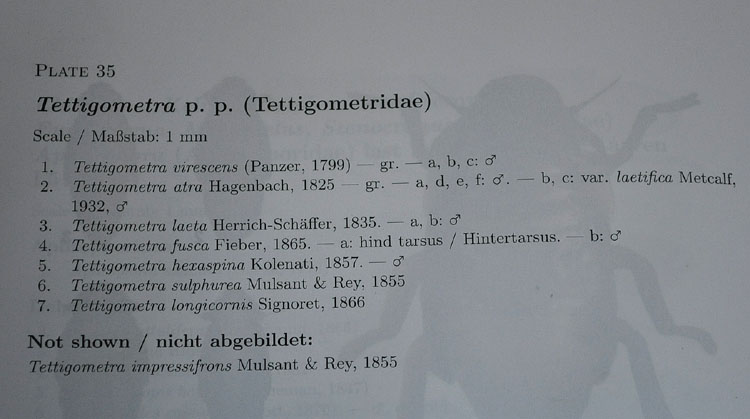 PLATE 35
Tettigometra p. p. (Tettigometridae)
Scale / Maßstab: 1 mm
1. Tettigometra virescens (Panzer, 1799) — gr. — a, b, c: ♂
2. Tettigometra atra Hagenbach, 1825 — gr. — a, d, e, f: ♂. — b, c: var. laetifica Metcalf,
1932, ♂
3. Tettigometra laeta Herrich-Schäffer, 1835. — a, b: ♂
4. Tettigometra fusca Fieber, 1865. — a: hind tarsus / Hintertarsus. — b: ♂
5. Tettigometra hexaspina Kolenati, 1857. — ♂
6. Tettigometra sulphurea Mulsant & Rey, 1855
7. Tettigometra longicornis Signoret, 1866
Not shown / nicht abgebildet:
Tettigometra impressifrons Mulsant & Rey, 1855